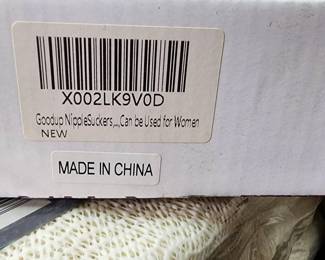 X002LK9V0D
Goodup NippleSuckers,,,,Can be Used for Women
NEW
MADE IN CHINA